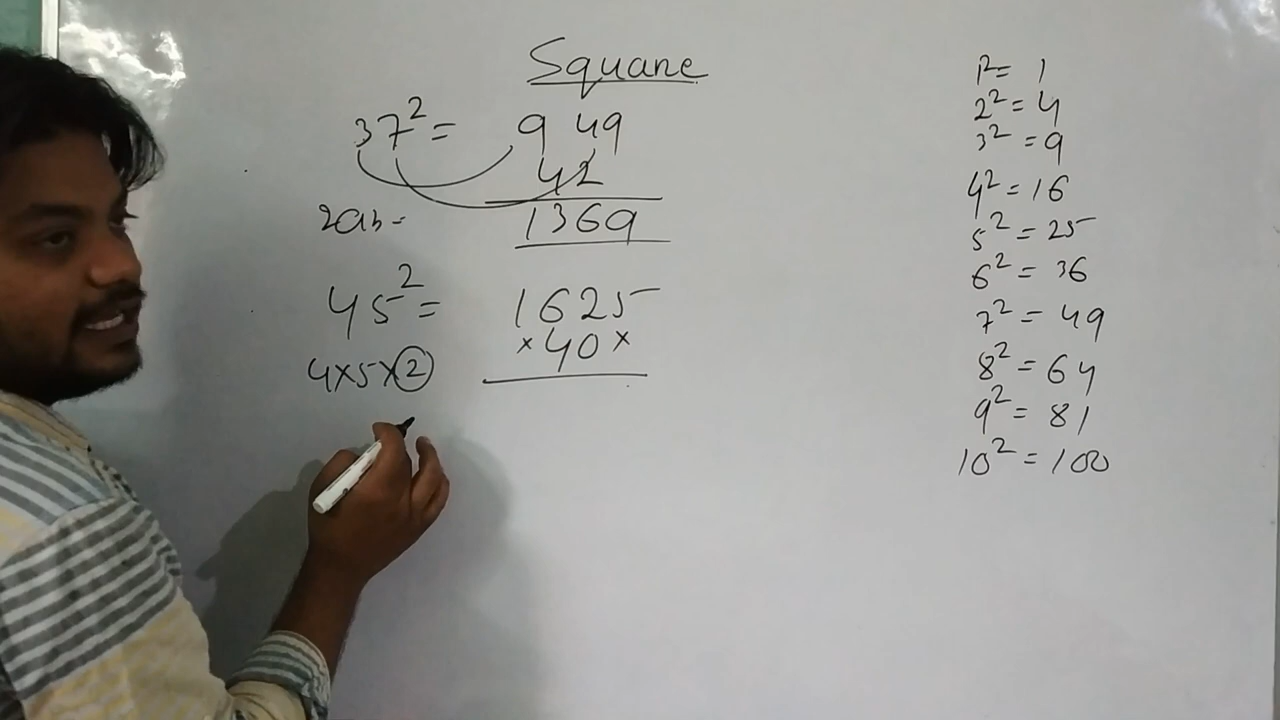 Square
37² = 9 49
42
2ab - 1369
45² = 1625
× 40 ×
4×5×2
1² = 1
2² = 4
3² = 9
4² = 16
5² = 25
6² = 36
7² = 49
8² = 64
9² = 81
10² = 100